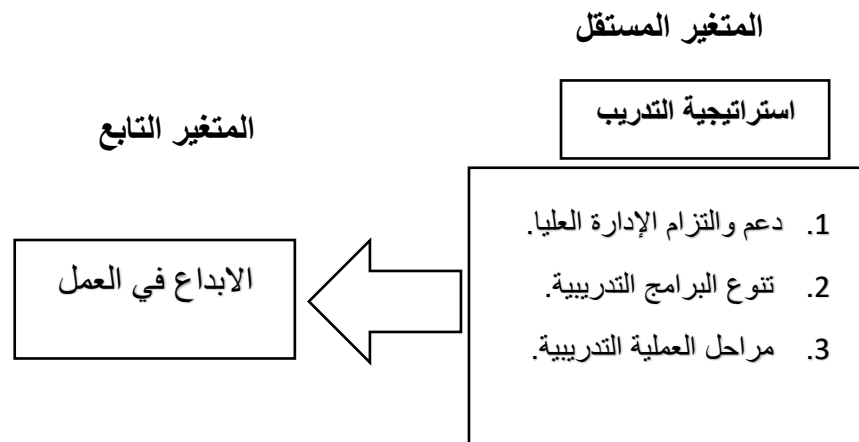 المتغير المستقل
استراتيجية التدريب
1. دعم والتزام الإدارة العليا.
2. تنوع البرامج التدريبية.
3. مراحل العملية التدريبية.
المتغير التابع
الابداع في العمل